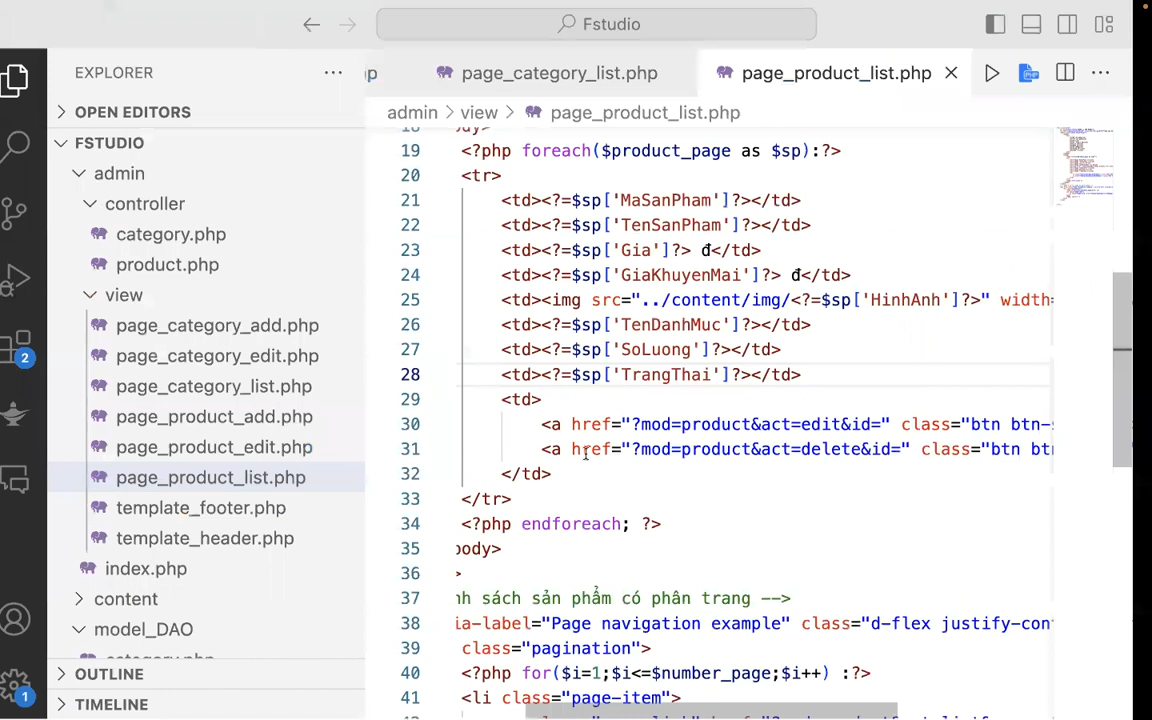 Fstudio
EXPLORER
OPEN EDITORS
FSTUDIO
admin
controller
category.php
product.php
view
page_category_add.php
page_category_edit.php
page_category_list.php
page_product_add.php
page_product_edit.php
page_product_list.php
template_footer.php
template_header.php
index.php
content
model_DAO
category.php
OUTLINE
TIMELINE
2
1
page_category_list.php
page_product_list.php
admin > view > page_product_list.php
19 <?php foreach($product_page as $sp):?>
20 <tr>
21 <td><?=$sp['MaSanPham']?></td>
22 <td><?=$sp['TenSanPham']?></td>
23 <td><?=$sp['Gia']?> đ</td>
24 <td><?=$sp['GiaKhuyenMai']?> đ</td>
25 <td><img src="../content/img/<?=$sp['HinhAnh']?>" width=
26 <td><?=$sp['TenDanhMuc']?></td>
27 <td><?=$sp['SoLuong']?></td>
28 <td><?=$sp['TrangThai']?></td>
29 <td>
30 <a href="?mod=product&act=edit&id=" class="btn btn-s
31 <a href="?mod=product&act=delete&id=" class="btn bt
32 </td>
33 </tr>
34 <?php endforeach; ?>
35 body>
36 >
37 nh sách sản phẩm có phân trang -->
38 ia-label="Page navigation example" class="d-flex justify-con
39 class="pagination">
40 <?php for($i=1;$i<=$number_page;$i++) :?>
41 <li class="page-item">